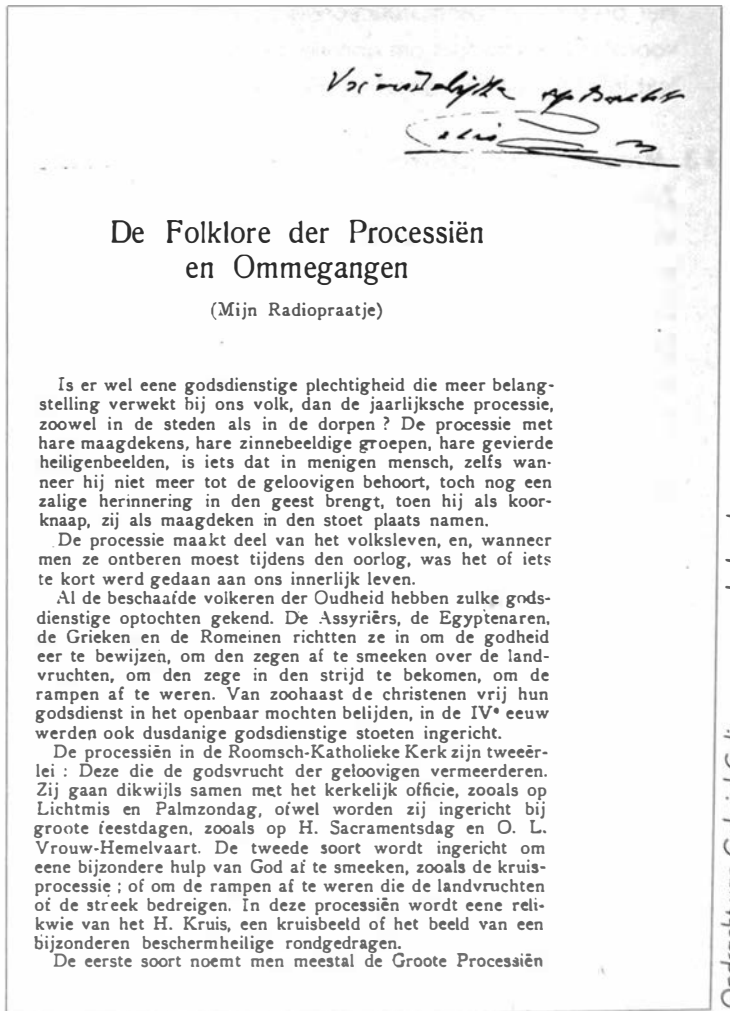 Vriendelijke opdracht
De Folklore der Processiën
en Ommegangen
(Mijn Radiopraatje)
Is er wel eene godsdienstige plechtigheid die meer belang-
stelling verwekt bij ons volk, dan de jaarlijksche processie,
zoowel in de steden als in de dorpen ? De processie met
hare maagdekens, hare zinnebeeldige groepen, hare gevierde
heiligenbeelden, is iets dat in menigen mensch, zelfs wan-
neer hij niet meer tot de geloovigen behoort, toch nog een
zalige herinnering in den geest brengt, toen hij als koor-
knaap, zij als maagdeken in den stoet plaats namen.
De processie maakt deel van het volksleven, en, wanneer
men ze ontberen moest tijdens den oorlog, was het of iets
te kort werd gedaan aan ons innerlijk leven.
Al de beschaafde volkeren der Oudheid hebben zulke gods-
dienstige optochten gekend. De Assyriërs, de Egyptenaren,
de Grieken en de Romeinen richtten ze in om de godheid
eer te bewijzen, om den zegen af te smeeken over de land-
vruchten, om den zege in den strijd te bekomen, om de
rampen af te weren. Van zoohaast de christenen vrij hun
godsdienst in het openbaar mochten belijden, in de IVe eeuw
werden ook dusdanige godsdienstige stoeten ingericht.
De processiën in de Roomsch-Katholieke Kerk zijn tweeër-
lei : Deze die de godsvrucht der geloovigen vermeerderen.
Zij gaan dikwijls samen met het kerkelijk officie, zooals op
Lichtmis en Palmzondag, ofwel worden zij ingericht bij
groote feestdagen, zooals op H. Sacramentsdag en O. L.
Vrouw-Hemelvaart. De tweede soort wordt ingericht om
eene bijzondere hulp van God af te smeeken, zooals de kruis-
processie ; of om de rampen af te weren die de landvruchten
of de streek bedreigen. In deze processiën wordt eene reli-
kwie van het H. Kruis, een kruisbeeld of het beeld van een
bijzonderen beschermheilige rondgedragen.
De eerste soort noemt men meestal de Groote Processiën